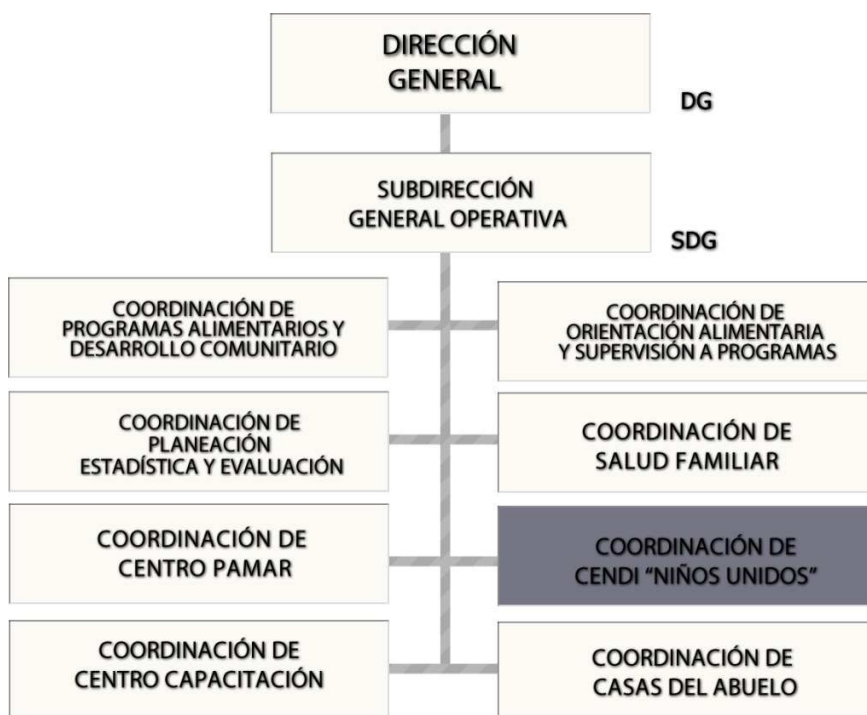 DIRECCIÓN
GENERAL
DG
SUBDIRECCIÓN
GENERAL OPERATIVA
SDG
COORDINACIÓN DE
PROGRAMAS ALIMENTARIOS Y
DESARROLLO COMUNITARIO
COORDINACIÓN DE
ORIENTACIÓN ALIMENTARIA
Y SUPERVISIÓN A PROGRAMAS
COORDINACIÓN DE
PLANEACIÓN
ESTADÍSTICA Y EVALUACIÓN
COORDINACIÓN DE
SALUD FAMILIAR
COORDINACIÓN DE
CENTRO PAMAR
COORDINACIÓN DE
CENDI “NIÑOS UNIDOS”
COORDINACIÓN DE
CENTRO CAPACITACIÓN
COORDINACIÓN DE
CASAS DEL ABUELO